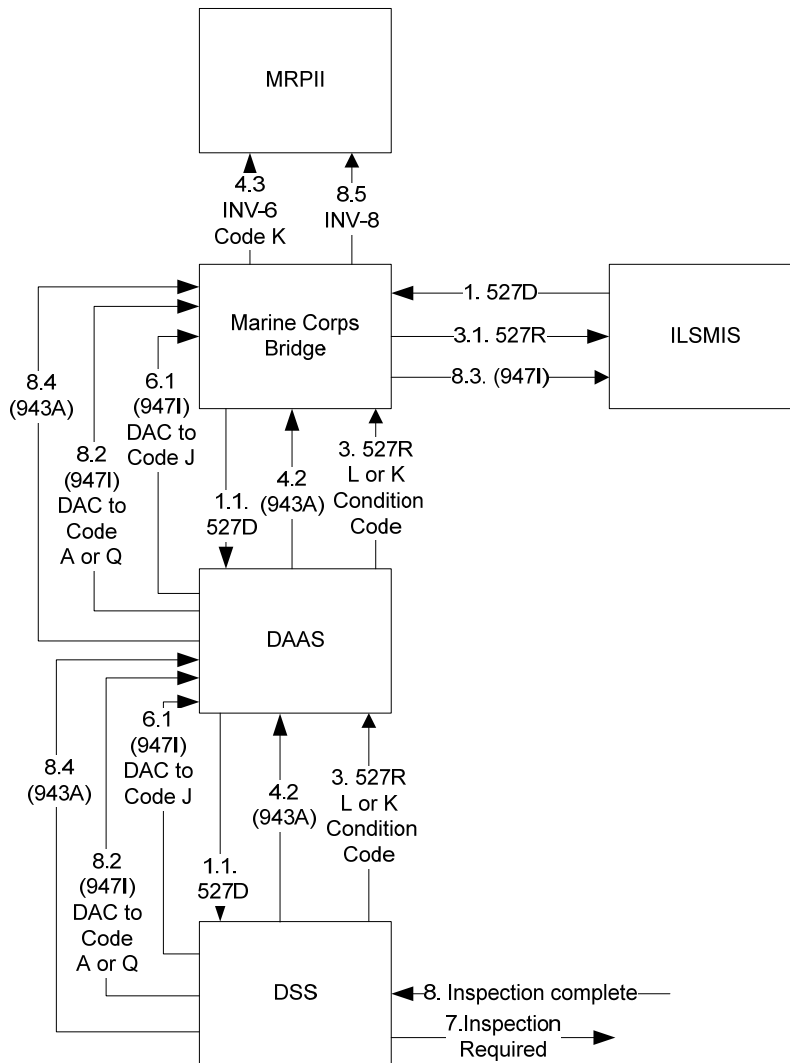 MRPII
4.3
INV-6
Code K
8.5
INV-8
Marine Corps
Bridge
1. 527D
3.1. 527R
8.3. (947I)
ILSMIS
8.4
(943A)
8.2
(947I)
DAC to
Code
A or Q
6.1
(947I)
DAC to
Code J
1.1.
527D
4.2
(943A)
3. 527R
L or K
Condition
Code
DAAS
8.4
(943A)
8.2
(947I)
DAC to
Code
A or Q
6.1
(947I)
DAC to
Code J
1.1.
527D
4.2
(943A)
3. 527R
L or K
Condition
Code
DSS
8. Inspection complete
7.Inspection
Required